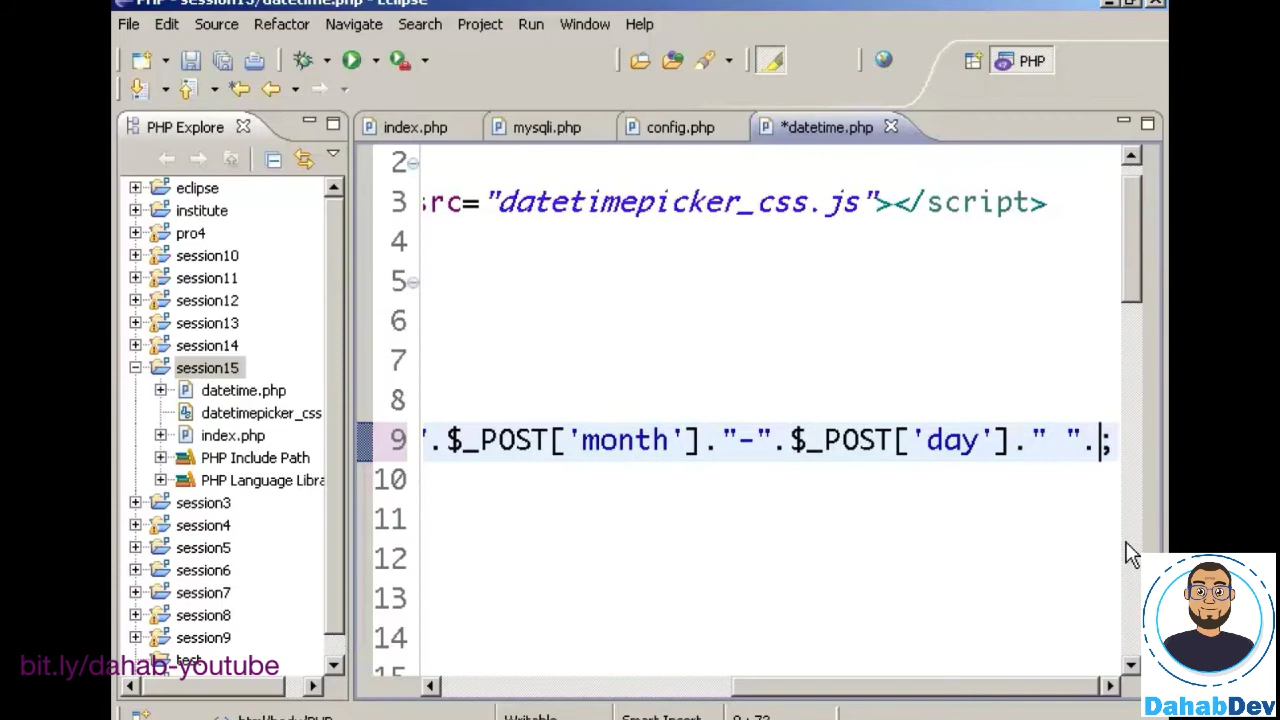 PHP - session15/datetime.php - Eclipse
File Edit Source Refactor Navigate Search Project Run Window Help
PHP
PHP Explore
index.php mysqli.php config.php *datetime.php
eclipse
institute
pro4
session10
session11
session12
session13
session14
session15
datetime.php
datetimepicker_css
index.php
PHP Include Path
PHP Language Libra
session3
session4
session5
session6
session7
session8
session9
test
2
3 src="datetimepicker_css.js"></script>
4
5
6
7
8
9 ".$_POST['month']."-".$_POST['day']." ".;
10
11
12
13
14
15
Writable Smart Insert 9 : 72
bit.ly/dahab-youtube
DahabDev